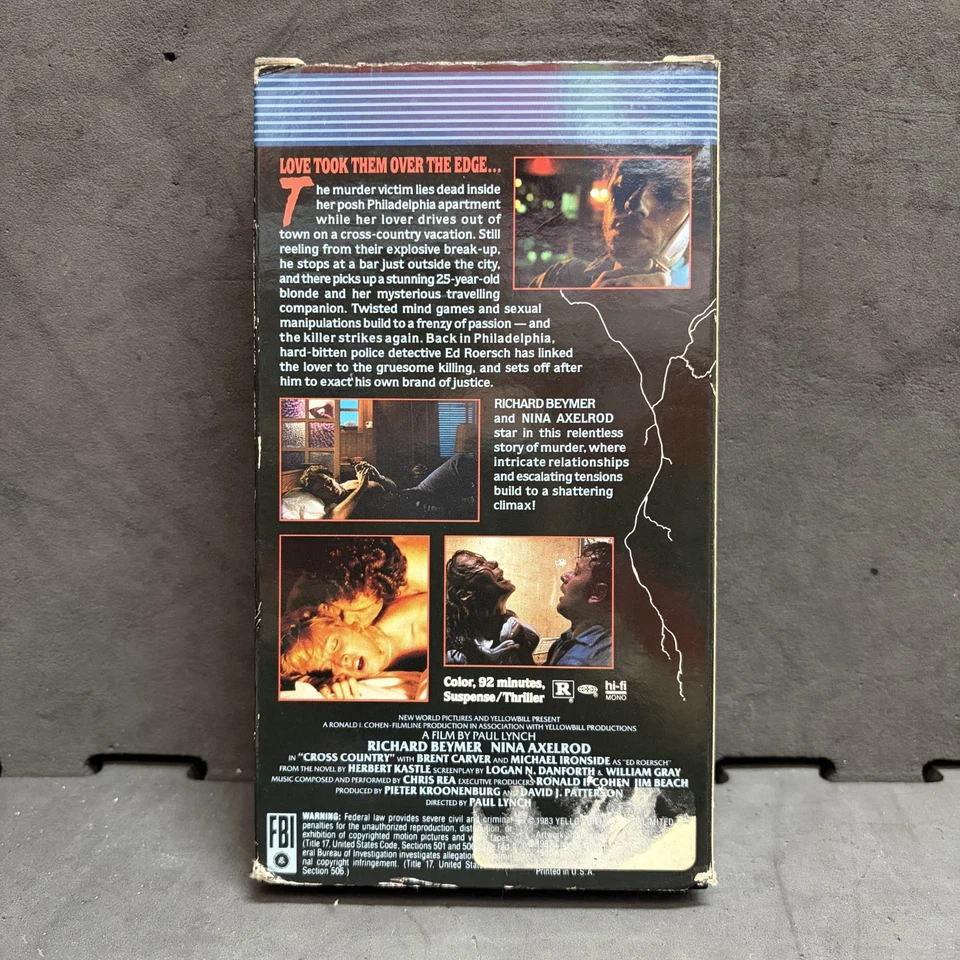 LOVE TOOK THEM OVER THE EDGE...
The murder victim lies dead inside
her posh Philadelphia apartment
while her lover drives out of
town on a cross-country vacation. Still
reeling from their explosive break-up,
he stops at a bar just outside the city,
and there picks up a stunning 25-year-old
blonde and her mysterious travelling
companion. Twisted mind games and sexual
manipulations build to a frenzy of passion — and
the killer strikes again. Back in Philadelphia,
hard-bitten police detective Ed Roersch has linked
the lover to the gruesome killing, and sets off after
him to exact his own brand of justice.
RICHARD BEYMER
and NINA AXELROD
star in this relentless
story of murder, where
intricate relationships
and escalating tensions
build to a shattering
climax!
Color, 92 minutes,
Suspense/Thriller
R
hi-fi
MONO
NEW WORLD PICTURES AND YELLOWBILL PRESENT
A RONALD I. COHEN-FILMLINE PRODUCTION IN ASSOCIATION WITH YELLOWBILL PRODUCTIONS
A FILM BY PAUL LYNCH
RICHARD BEYMER NINA AXELROD
IN "CROSS COUNTRY" WITH BRENT CARVER AND MICHAEL IRONSIDE AS "ED ROERSCH"
FROM THE NOVEL BY HERBERT KASTLE SCREENPLAY BY LOGAN N. DANFORTH & WILLIAM GRAY
MUSIC COMPOSED AND PERFORMED BY CHRIS REA EXECUTIVE PRODUCERS RONALD I. COHEN JIM BEACH
PRODUCED BY PIETER KROONENBURG AND DAVID J. PATTERSON
DIRECTED BY PAUL LYNCH
FBI
WARNING: Federal law provides severe civil and criminal
penalties for the unauthorized reproduction, distribution, or
exhibition of copyrighted motion pictures and tapes
(Title 17, United States Code, Sections 501 and
eral Bureau of Investigation investigates
nal copyright infringement. (Title 17, United
Section 506.)
© 1983 LIMITED
Artwork
Printed in U.S.A.